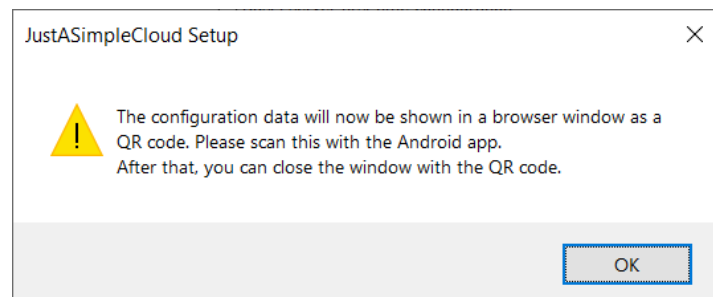 JustASimpleCloud Setup
The configuration data will now be shown in a browser window as a
QR code. Please scan this with the Android app.
After that, you can close the window with the QR code.
OK